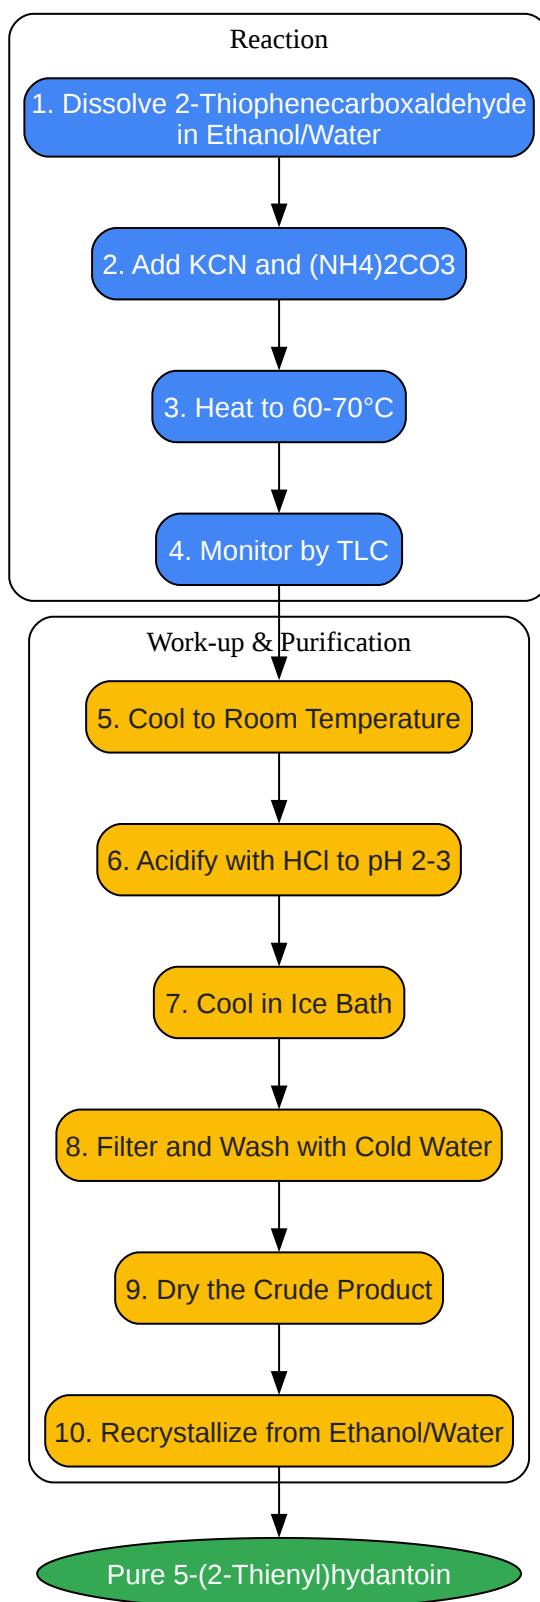 Reaction
1. Dissolve 2-Thiophenecarboxaldehyde
in Ethanol/Water
2. Add KCN and (NH4)2CO3
3. Heat to 60-70°C
4. Monitor by TLC
Work-up & Purification
5. Cool to Room Temperature
6. Acidify with HCl to pH 2-3
7. Cool in Ice Bath
8. Filter and Wash with Cold Water
9. Dry the Crude Product
10. Recrystallize from Ethanol/Water
Pure 5-(2-Thienyl)hydantoin